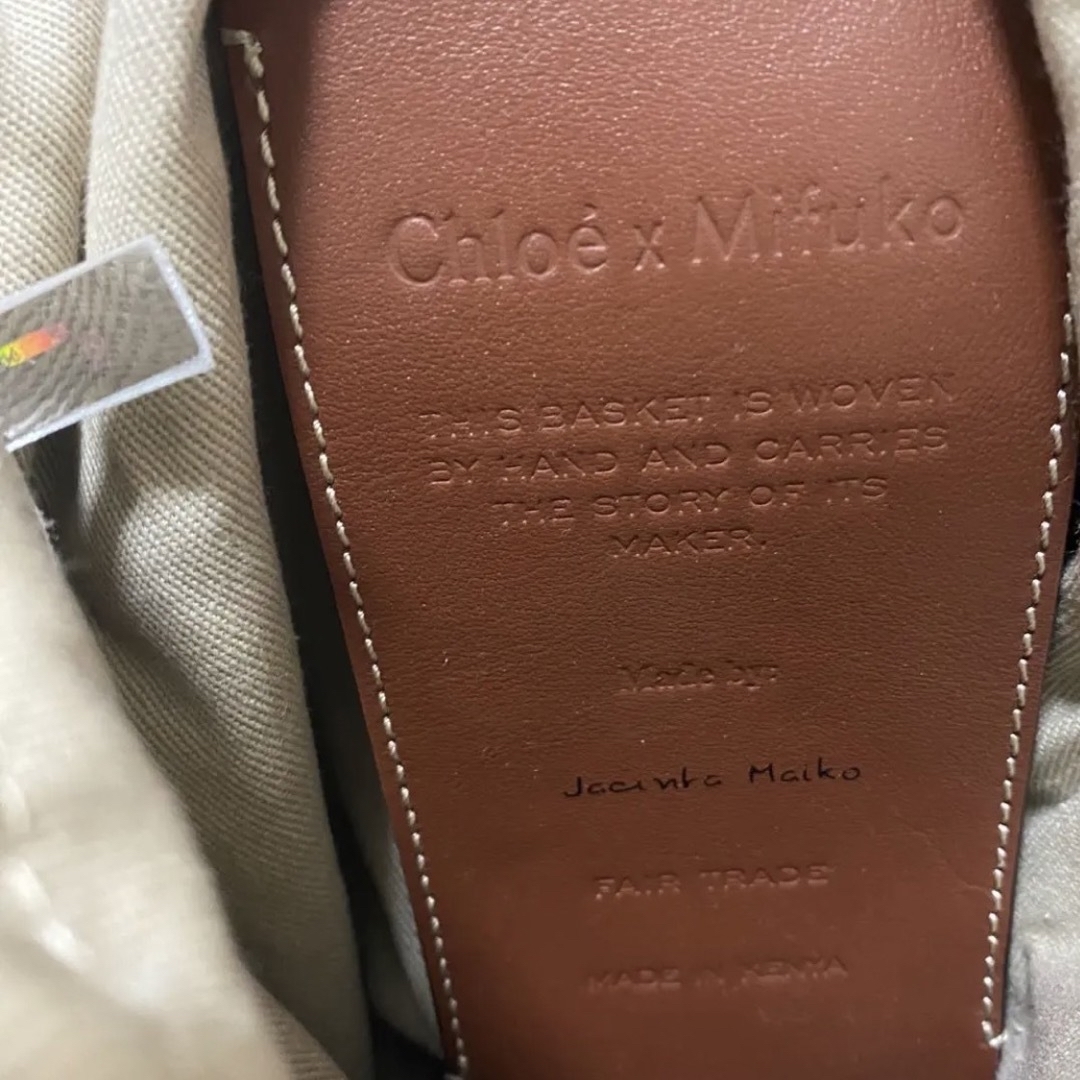 Chloé x Mifuko
THIS BASKET IS WOVEN
BY HAND AND CARRIES
THE STORY OF ITS
MAKER.
Made by:
Jacinta Maiko
FAIR TRADE
MADE IN KENYA